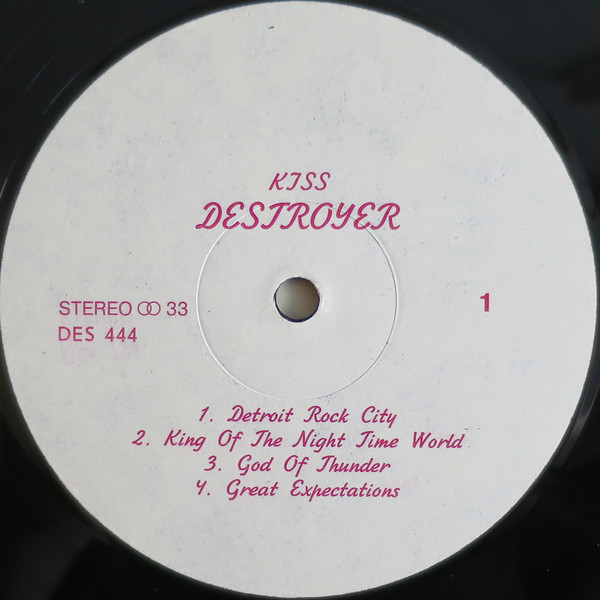 KISS
DESTROYER
STEREO 33
DES 444
1
1. Detroit Rock City
2. King Of The Night Time World
3. God Of Thunder
4. Great Expectations